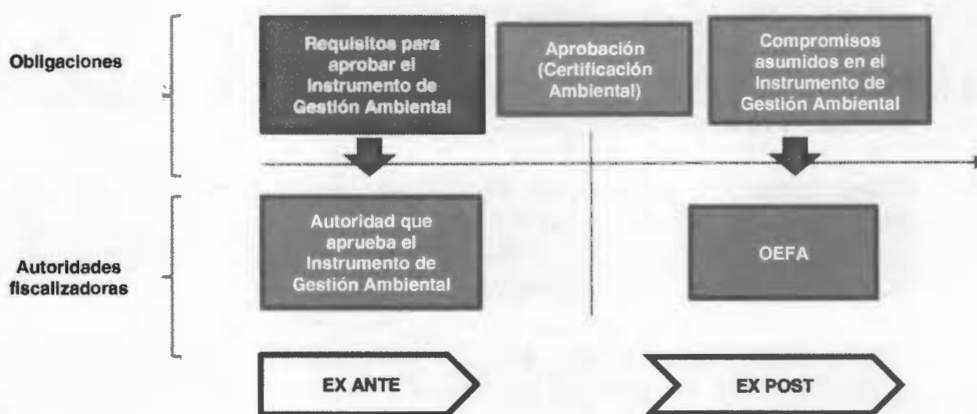 Obligaciones
Requisitos para
aprobar el
Instrumento de
Gestión Ambiental
Aprobación
(Certificación
Ambiental)
Compromisos
asumidos en el
Instrumento de
Gestión Ambiental
Autoridades
fiscalizadoras
Autoridad que
aprueba el
Instrumento de
Gestión Ambiental
OEFA
EX ANTE
EX POST